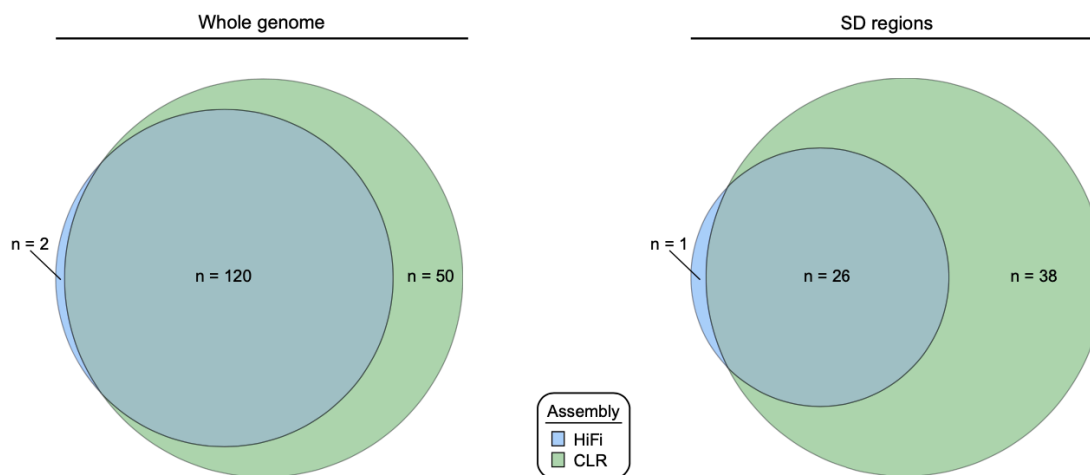 Whole genome
SD regions
n = 2
n = 120
n = 50
n = 1
n = 26
n = 38
Assembly
HiFi
CLR